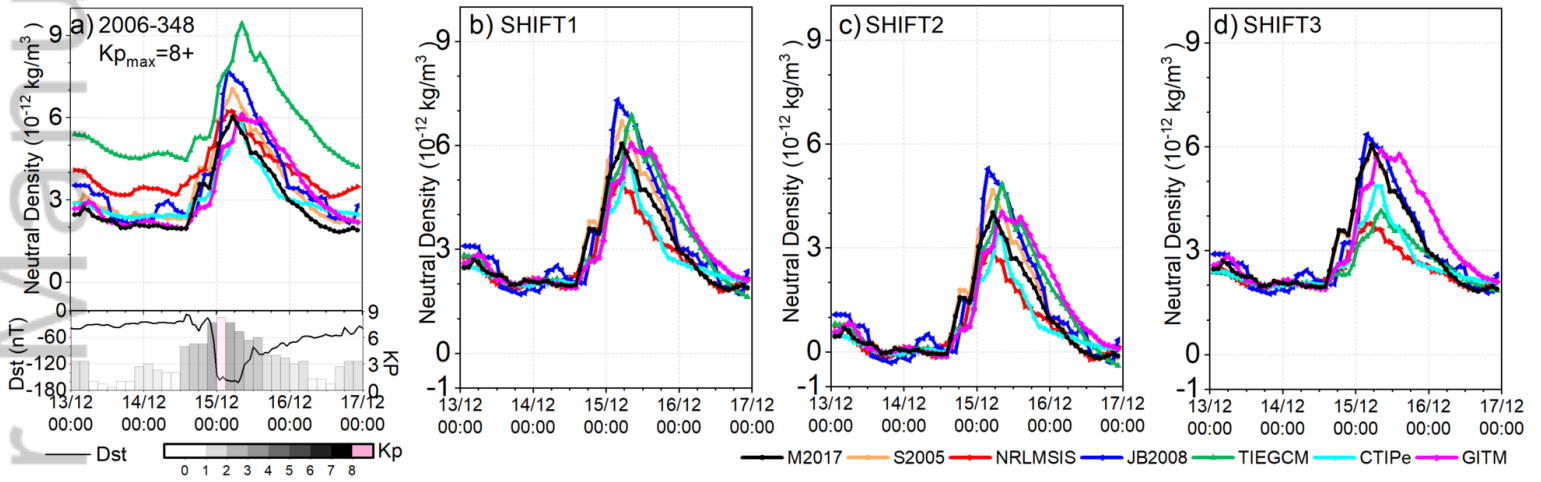 a) 2006-348
Kp max=8+
Neutral Density (10-12 kg/m3)
9
6
3
0
0
-60
-120
-180
Dst (nT)
9
6
3
0
Kp
13/12 14/12 15/12 16/12 17/12
00:00 00:00 00:00 00:00 00:00
Dst
0 1 2 3 4 5 6 7 8
Kp
b) SHIFT1
Neutral Density (10-12 kg/m3)
9
6
3
0
-1
13/12 14/12 15/12 16/12 17/12
00:00 00:00 00:00 00:00 00:00
c) SHIFT2
Neutral Density (10-12 kg/m3)
9
6
3
0
-1
13/12 14/12 15/12 16/12 17/12
00:00 00:00 00:00 00:00 00:00
d) SHIFT3
Neutral Density (10-12 kg/m3)
9
6
3
0
-1
13/12 14/12 15/12 16/12 17/12
00:00 00:00 00:00 00:00 00:00
M2017 S2005 NRLMSIS JB2008 TIEGCM CTIPe GITM